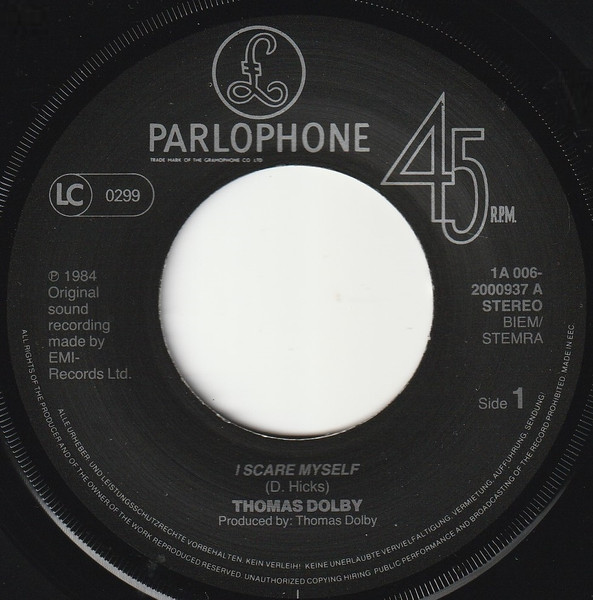 £
PARLOPHONE
TRADE MARK OF THE GRAMOPHONE CO LTD
45 R.P.M.
LC 0299
℗ 1984
Original
sound
recording
made by
EMI-
Records Ltd.
1A 006-
2000937 A
STEREO
BIEM/
STEMRA
Side 1
I SCARE MYSELF
(D. Hicks)
THOMAS DOLBY
Produced by: Thomas Dolby
ALLE URHEBER- UND LEISTUNGSSCHUTZRECHTE VORBEHALTEN. KEIN VERLEIH! KEINE UNERLAUBTE VERVIELFALTIGUNG, VERMIETUNG, AUFFUHRUNG, SENDUNG!
ALL RIGHTS OF THE PRODUCER AND OF THE OWNER OF THE WORK REPRODUCED RESERVED. UNAUTHORIZED COPYING HIRING. PUBLIC PERFORMANCE AND BROADCASTING OF THE RECORD PROHIBITED. MADE IN EEC